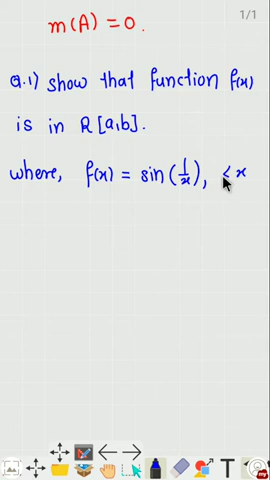 1/1
m(A) = 0.
Q.1) show that function f(x)
is in R[a,b].
where, f(x) = sin(1/x), < x
T